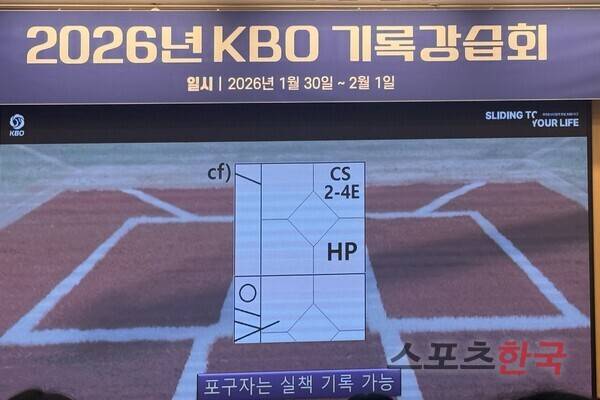 2026년 KBO 기록강습회
일시 | 2026년 1월 30일 ~ 2월 1일
KBO
SLIDING TO
YOUR LIFE
cf)
CS
2-4E
HP
포구자는 실책 기록 가능
스포츠한국